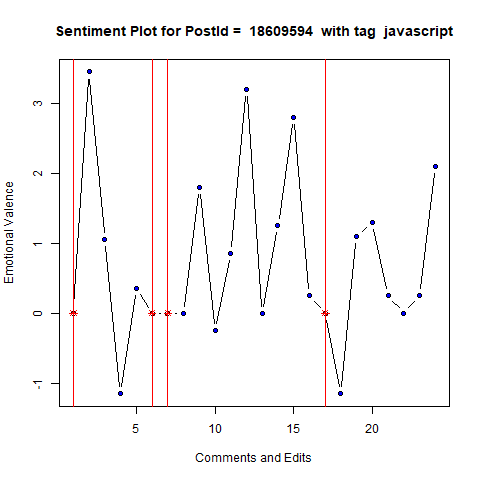 Sentiment Plot for PostId = 18609594 with tag javascript
Emotional Valence
3
2
1
0
-1
5 10 15 20
Comments and Edits